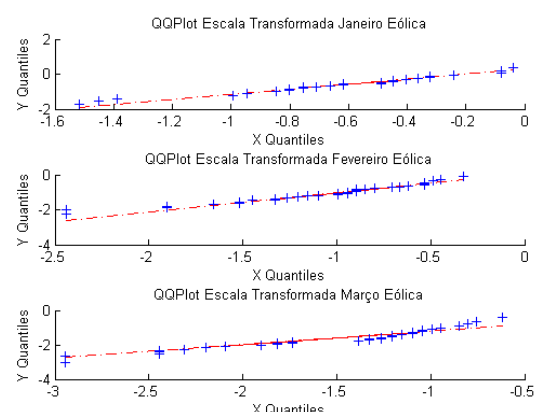 QQPlot Escala Transformada Janeiro Eólica
2
0
-2
Y Quantiles
-1.6 -1.4 -1.2 -1 -0.8 -0.6 -0.4 -0.2 0
X Quantiles
QQPlot Escala Transformada Fevereiro Eólica
0
-2
-4
Y Quantiles
-2.5 -2 -1.5 -1 -0.5 0
X Quantiles
QQPlot Escala Transformada Março Eólica
2
0
-2
-4
Y Quantiles
-3 -2.5 -2 -1.5 -1 -0.5
X Quantiles